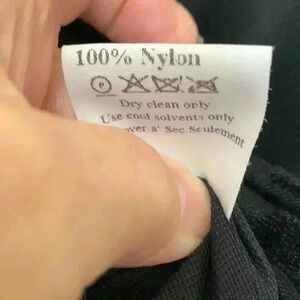 100% Nylon
P
Dry clean only
Use cool solvents only
a' Sec Seulement